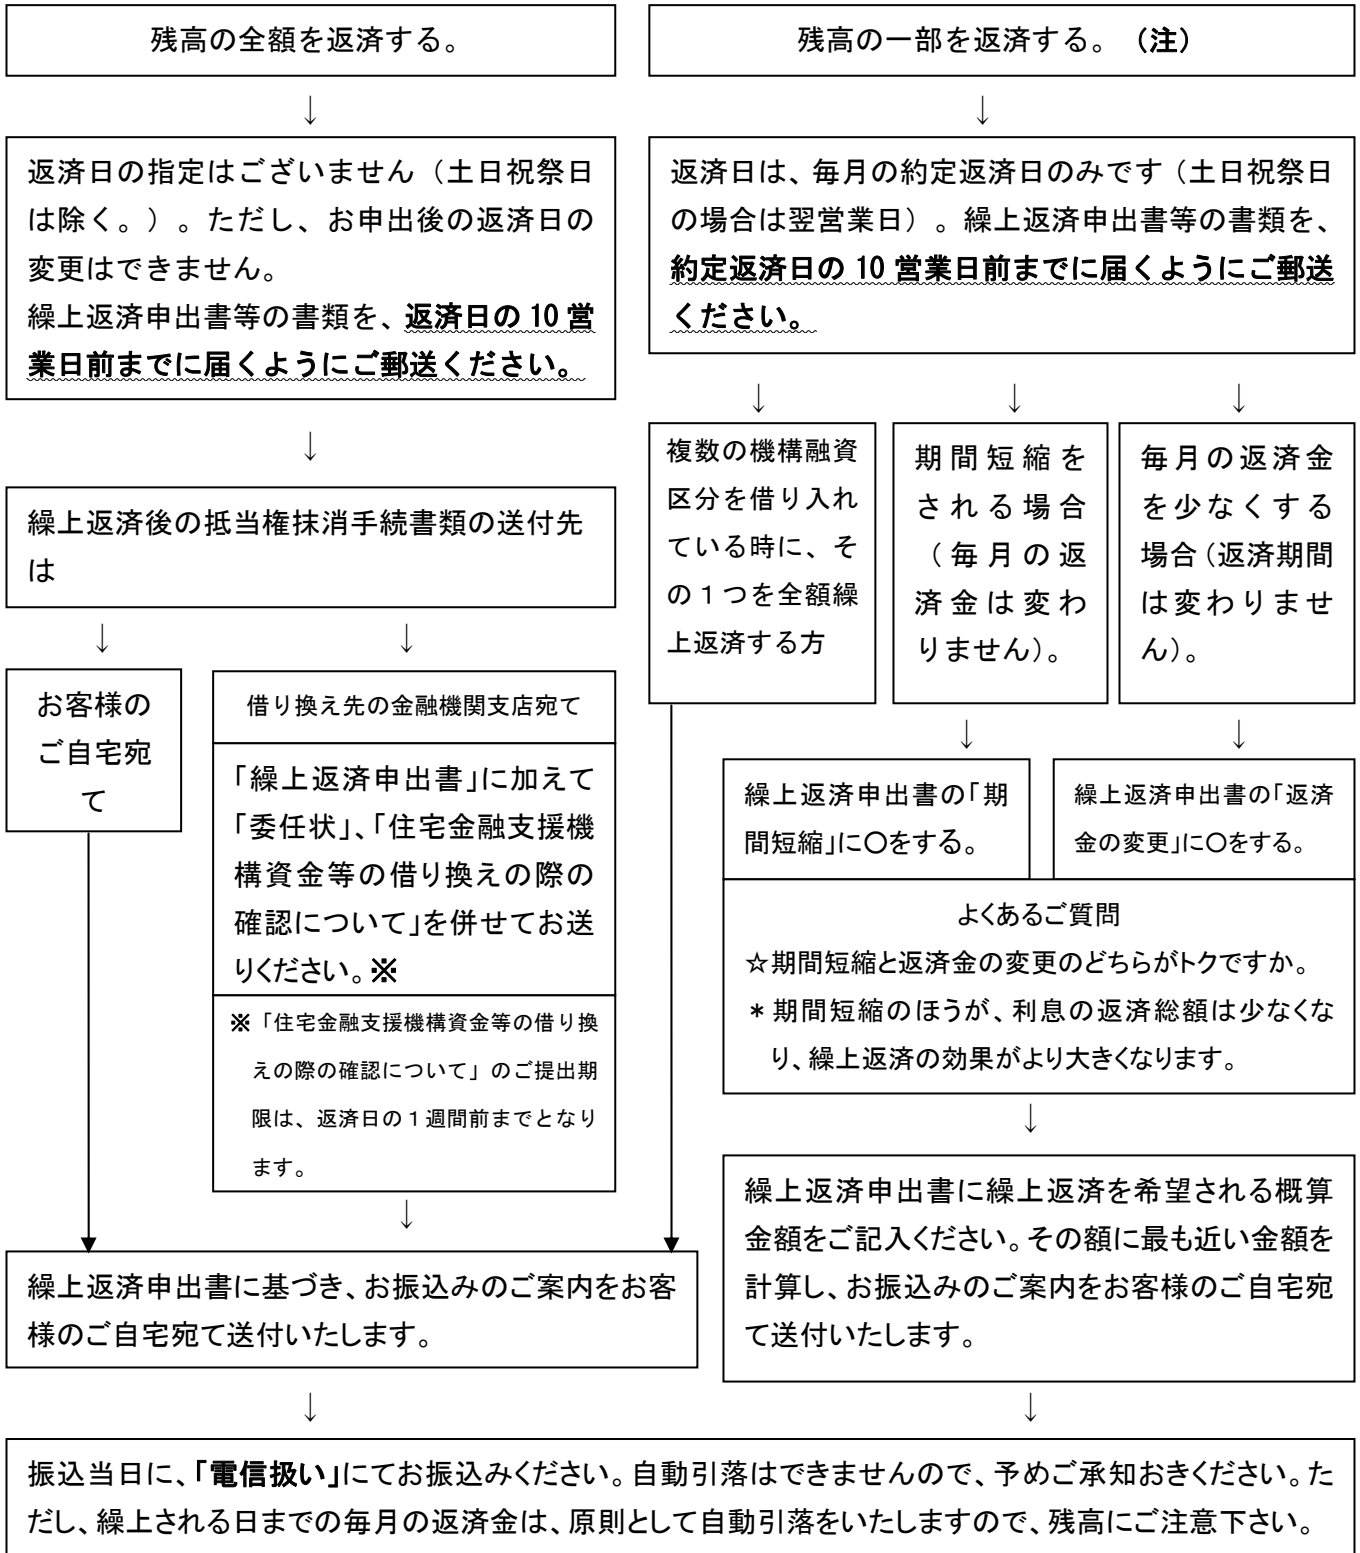 残高の全額を返済する。
↓
返済日の指定はございません（土日祝祭日
は除く。）。ただし、お申出後の返済日の
変更はできません。
繰上返済申出書等の書類を、返済日の 10 営
業日前までに届くようにご郵送ください。
↓
繰上返済後の抵当権抹消手続書類の送付先
は
↓
↓
お客様の
ご自宅宛
て
借り換え先の金融機関支店宛て
「繰上返済申出書」に加えて
「委任状」、「住宅金融支援機
構資金等の借り換えの際の
確認について」を併せてお送
りください。※
※「住宅金融支援機構資金等の借り換
えの際の確認について」のご提出期
限は、返済日の１週間前までとなり
ます。
↓
残高の一部を返済する。（注）
↓
返済日は、毎月の約定返済日のみです（土日祝祭日
の場合は翌営業日）。繰上返済申出書等の書類を、
約定返済日の 10 営業日前までに届くようにご郵送
ください。
↓
↓
↓
複数の機構融資
区分を借り入れ
ている時に、そ
の１つを全額繰
上返済する方
期間短縮を
される場合
（毎月の返
済金は変わ
りません）。
毎月の返済金
を少なくする
場合（返済期間
は変わりませ
ん）。
↓
↓
繰上返済申出書の「期
間短縮」に○をする。
繰上返済申出書の「返済
金の変更」に○をする。
よくあるご質問
☆期間短縮と返済金の変更のどちらがトクですか。
＊期間短縮のほうが、利息の返済総額は少なくな
り、繰上返済の効果がより大きくなります。
↓
繰上返済申出書に基づき、お振込みのご案内をお客
様のご自宅宛て送付いたします。
繰上返済申出書に繰上返済を希望される概算
金額をご記入ください。その額に最も近い金額を
計算し、お振込みのご案内をお客様のご自宅宛
て送付いたします。
↓
↓
振込当日に、「電信扱い」にてお振込みください。自動引落はできませんので、予めご承知おきください。た
だし、繰上される日までの毎月の返済金は、原則として自動引落をいたしますので、残高にご注意下さい。